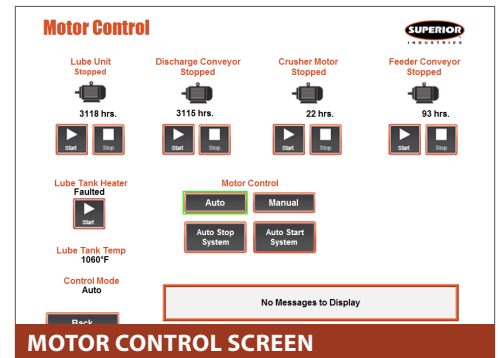 Motor Control
SUPERIOR
INDUSTRIES
Lube Unit
Stopped
3118 hrs.
Start
Stop
Discharge Conveyor
Stopped
3115 hrs.
Start
Stop
Crusher Motor
Stopped
22 hrs.
Start
Stop
Feeder Conveyor
Stopped
93 hrs.
Start
Stop
Lube Tank Heater
Faulted
Start
Lube Tank Temp
1060°F
Control Mode
Auto
Back
Motor Control
Auto
Manual
Auto Stop
System
Auto Start
System
No Messages to Display
MOTOR CONTROL SCREEN